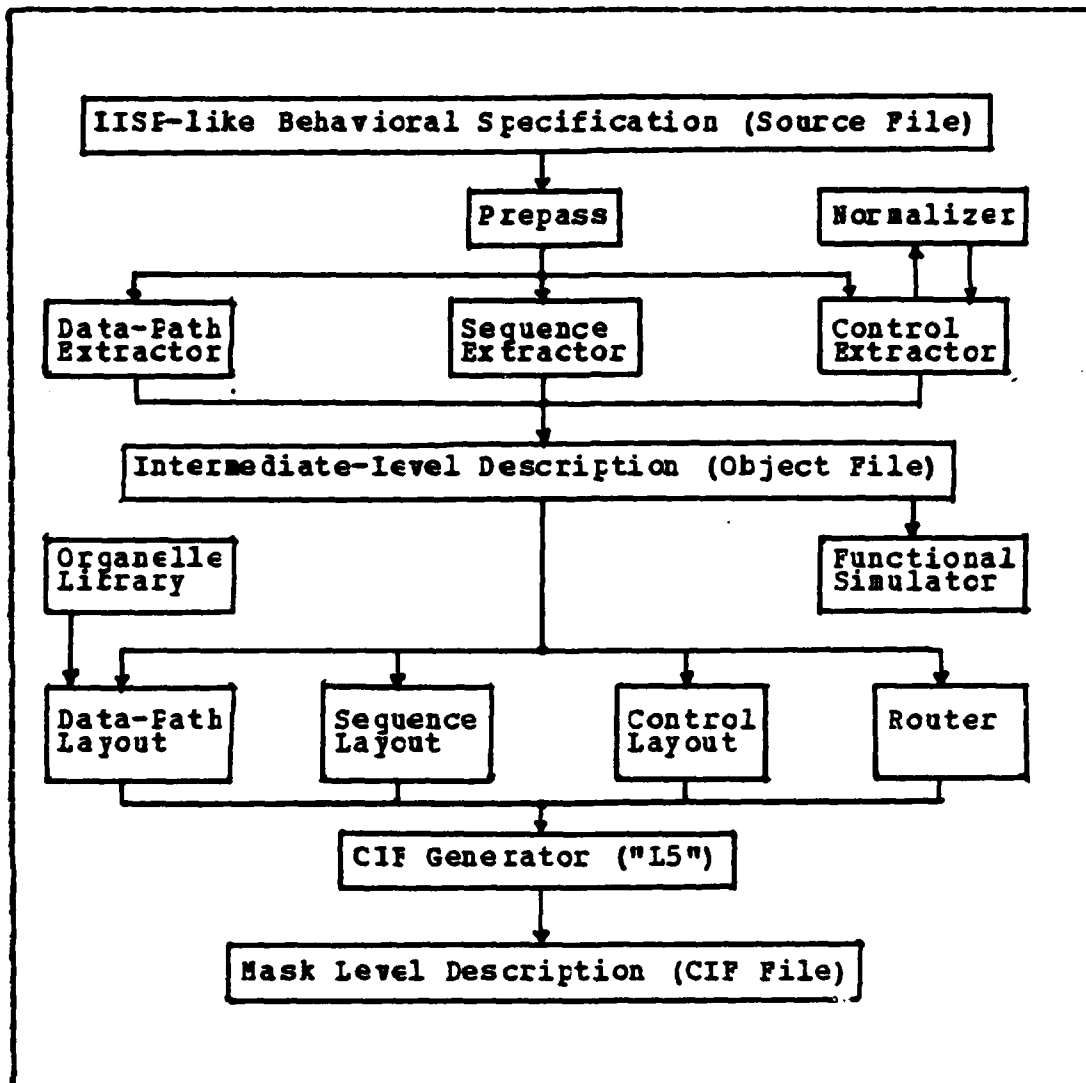 LISP-like Behavioral Specification (Source File)
Prepass
Normalizer
Data-Path
Extractor
Sequence
Extractor
Control
Extractor
Intermediate-Level Description (Object File)
Organelle
Library
Functional
Simulator
Data-Path
Layout
Sequence
Layout
Control
Layout
Router
CIF Generator ("L5")
Mask Level Description (CIF File)